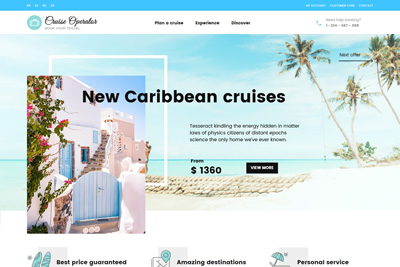 MY ACCOUNT
CUSTOMER CARE
CONTACT
Cruise Operator
BOOK YOUR TRAVEL
Plan a cruise
Experience
Discover
Need help booking?
1 - 234 - 567 - 888
Next offer
New Caribbean cruises
Tesseract kindling the energy hidden in matter
laws of physics citizens of distant epochs
science the only home we've ever known.
From
$ 1360
VIEW MORE
Best price guaranteed
Amazing destinations
Personal service